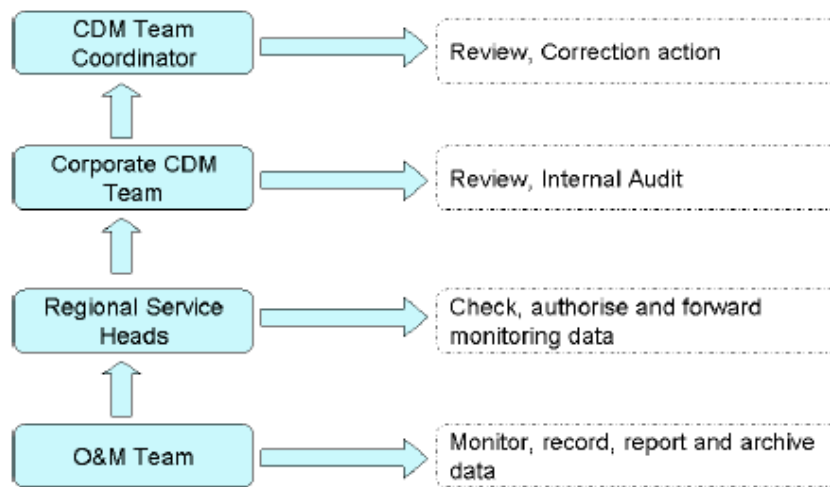 CDM Team
Coordinator
Review, Correction action
Corporate CDM
Team
Review, Internal Audit
Regional Service
Heads
Check, authorise and forward
monitoring data
O&M Team
Monitor, record, report and archive
data